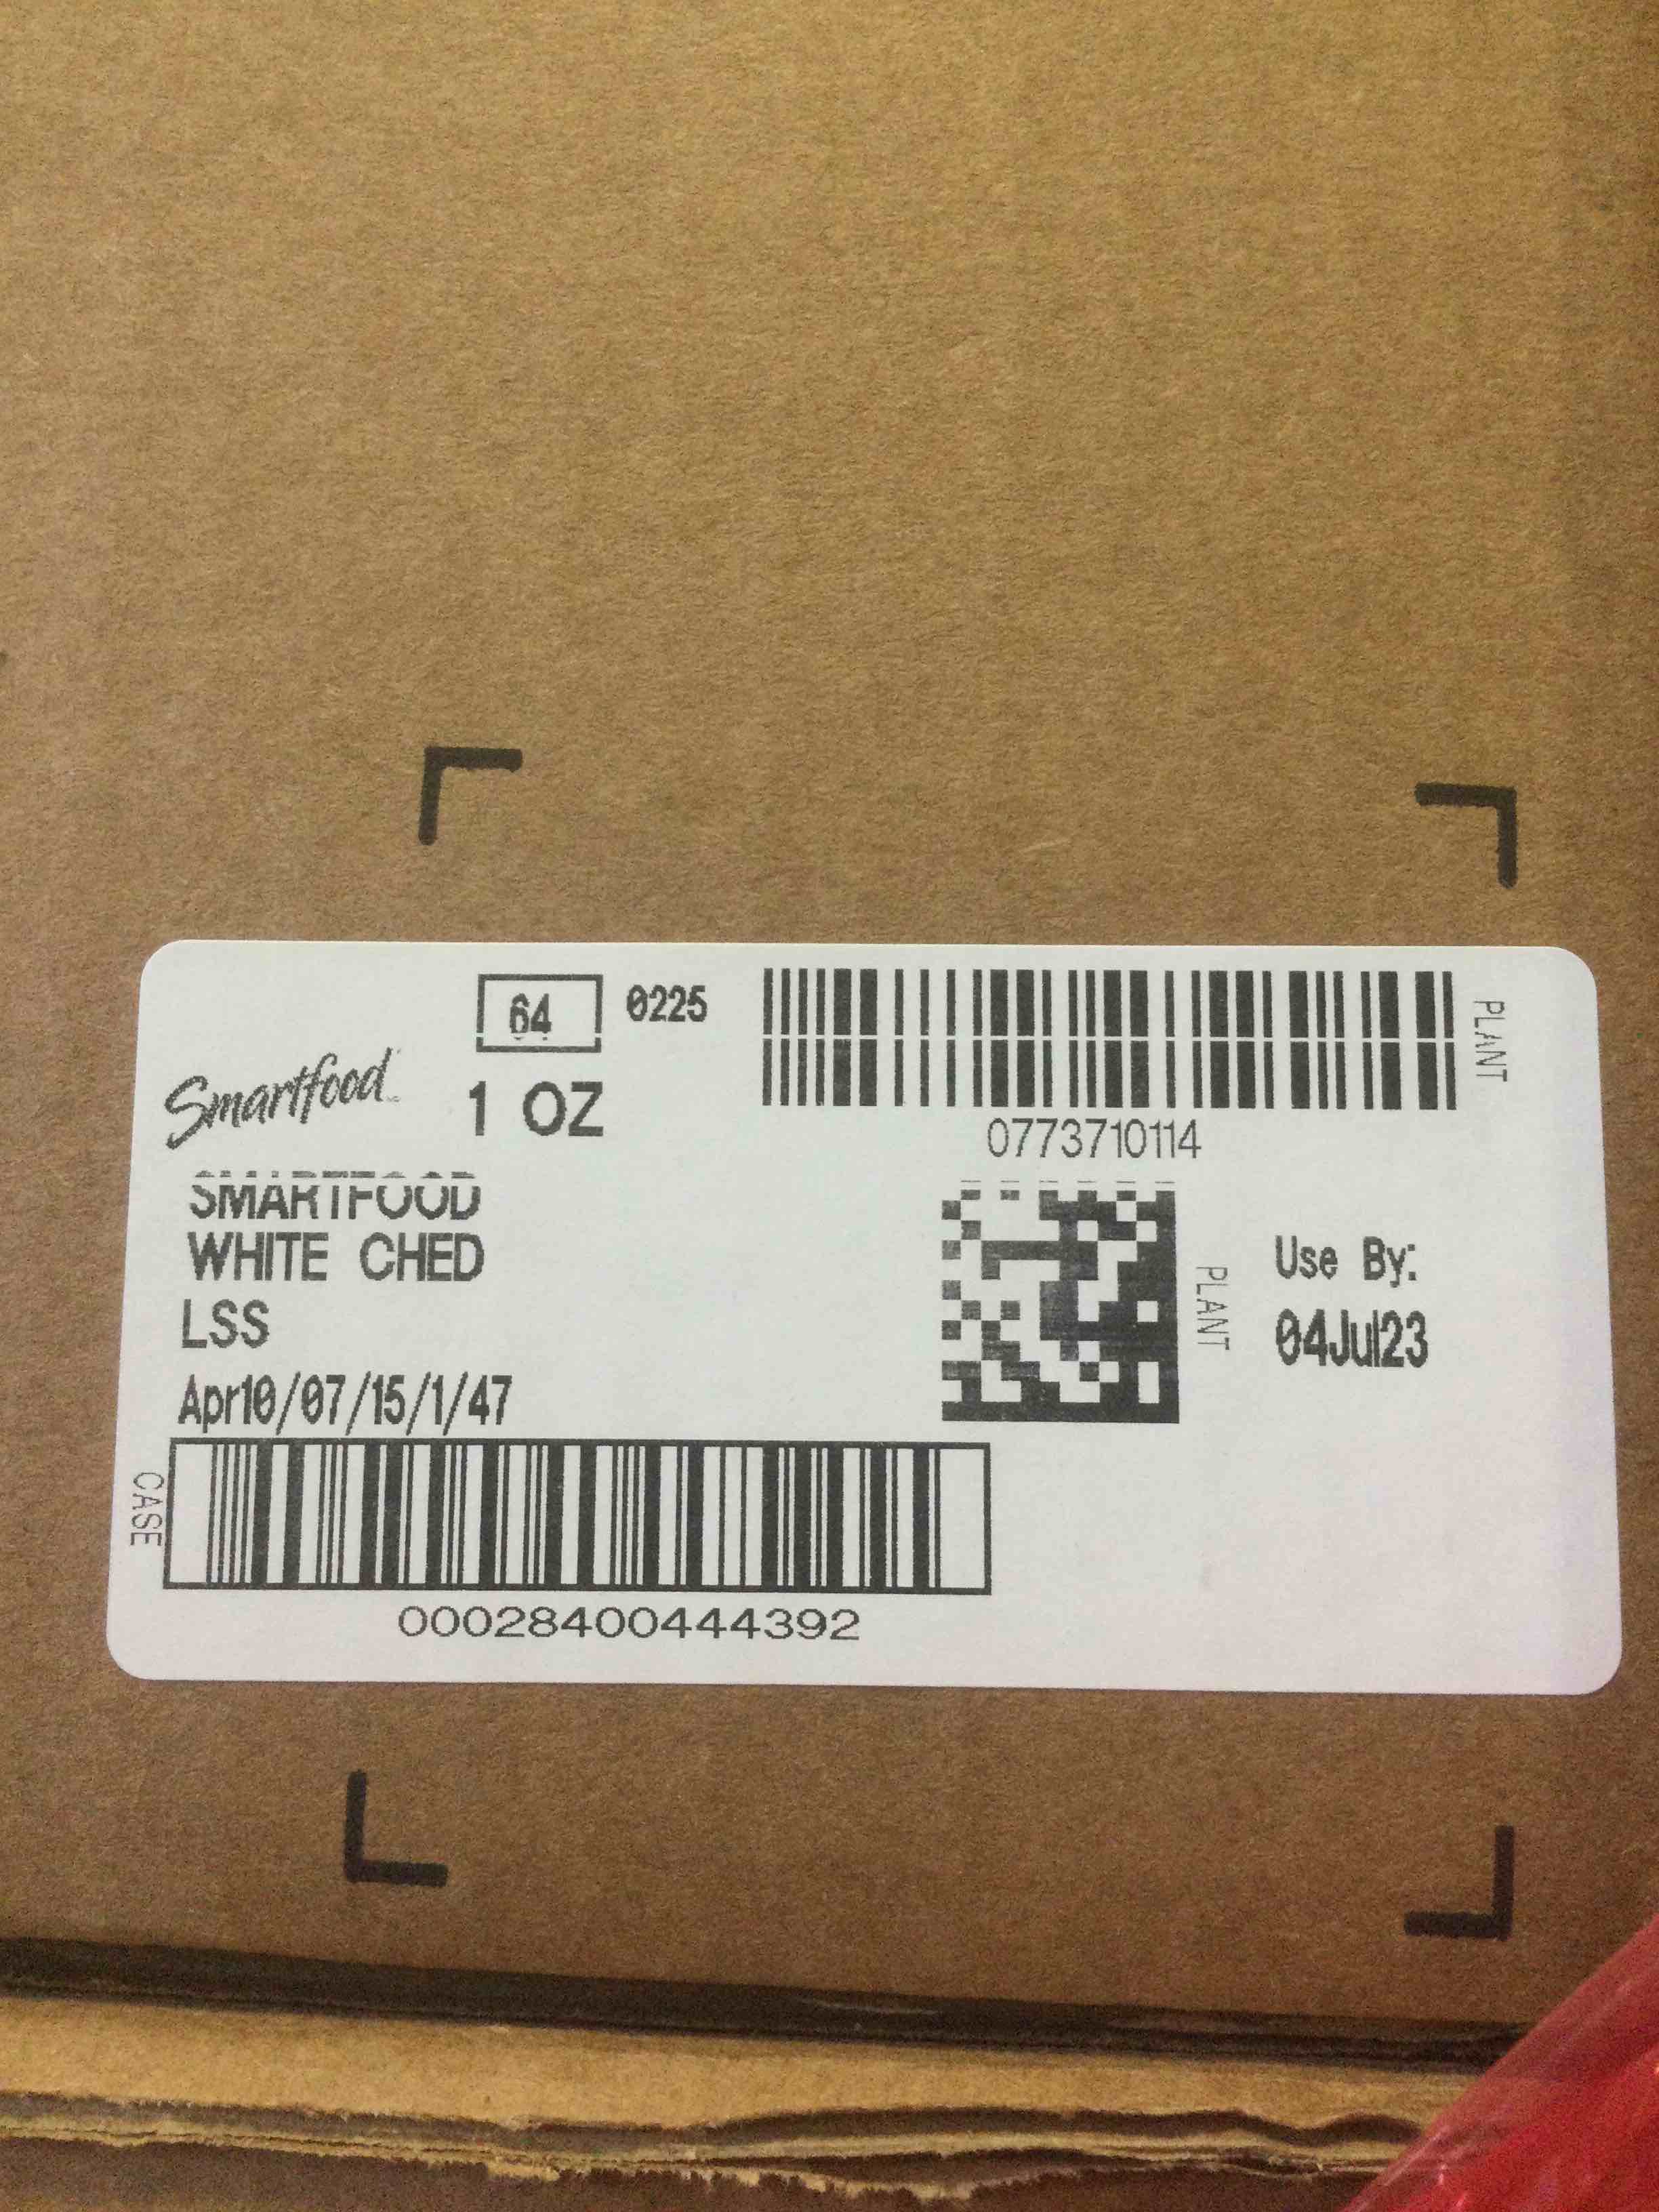 64 0225
PLANT
Smartfood
1 OZ
0773710114
SMARTFOOD
WHITE CHED
LSS
Apr10/07/15/1/47
PLANT
Use By:
04Jul23
CASE
00028400444392